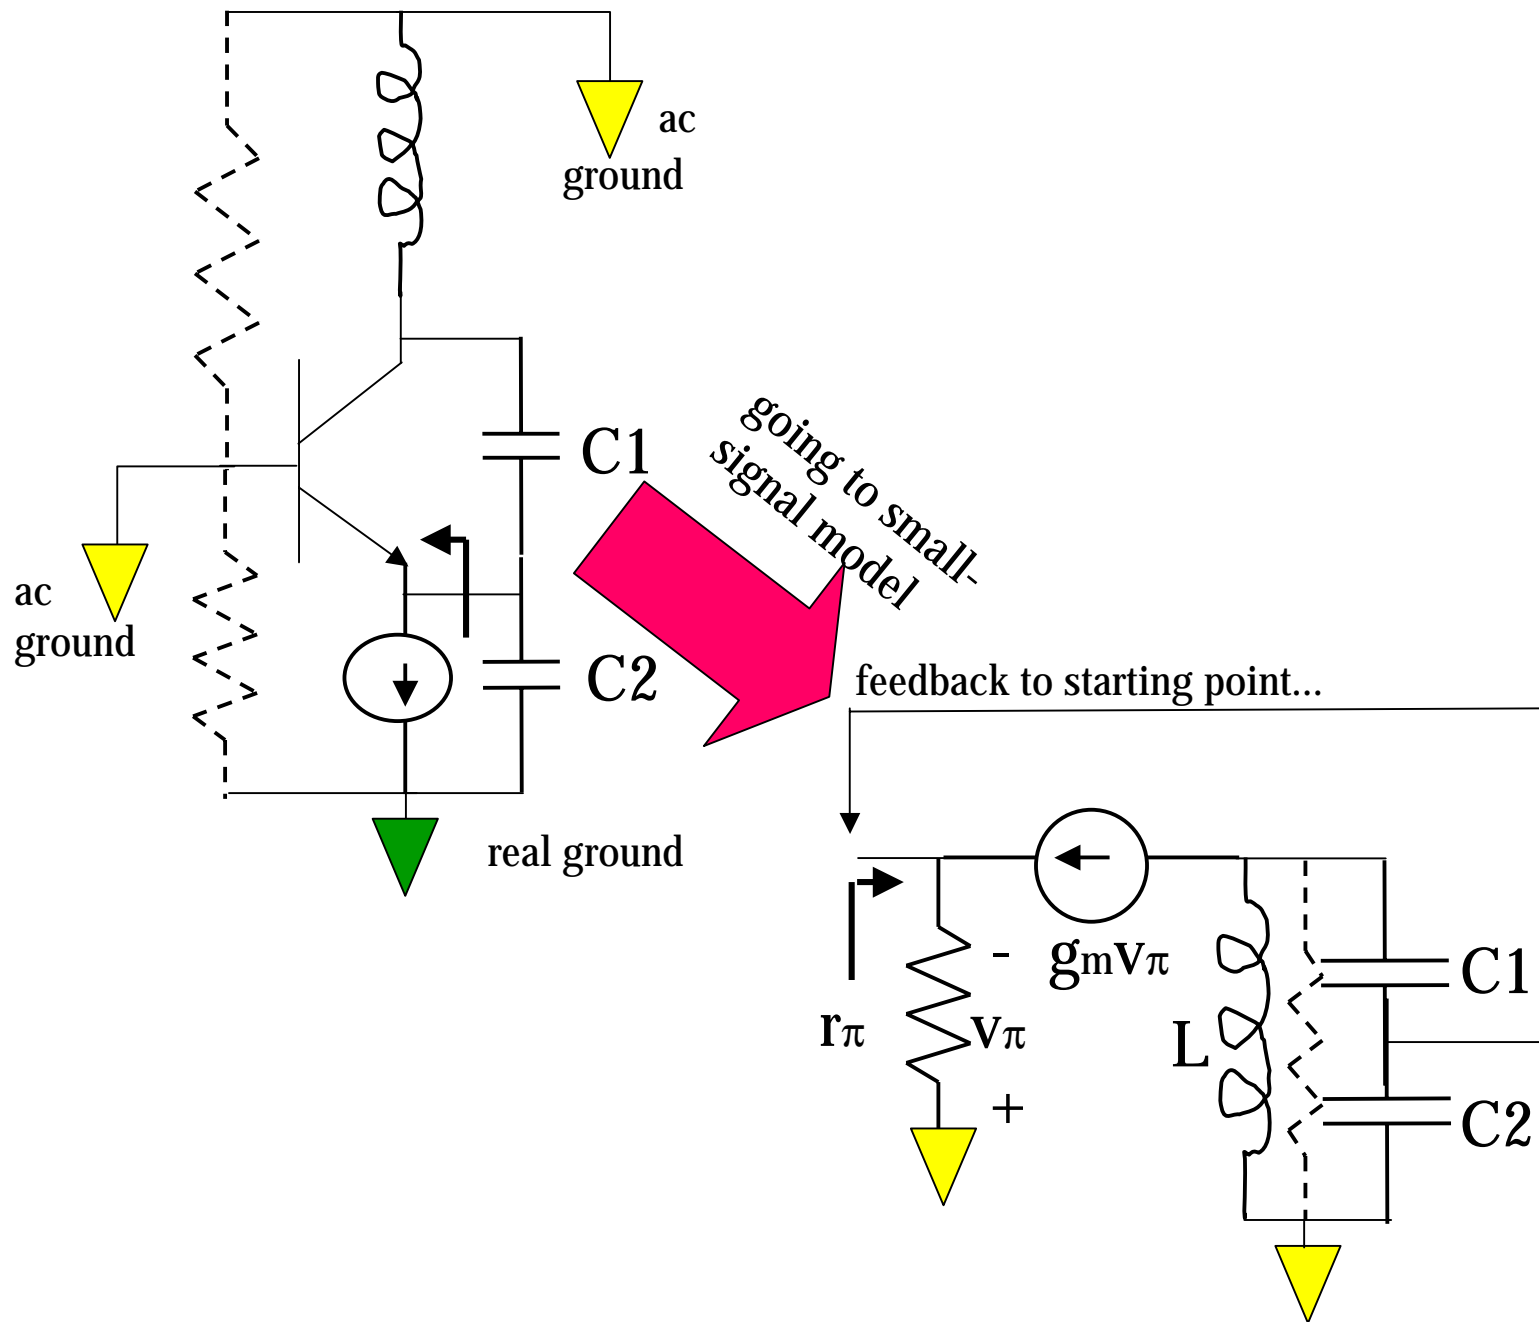 ac
ground
C1
going to small-
signal model
ac
ground
C2
feedback to starting point...
real ground
- gmvπ
C1
rπ
vπ
L
+
C2